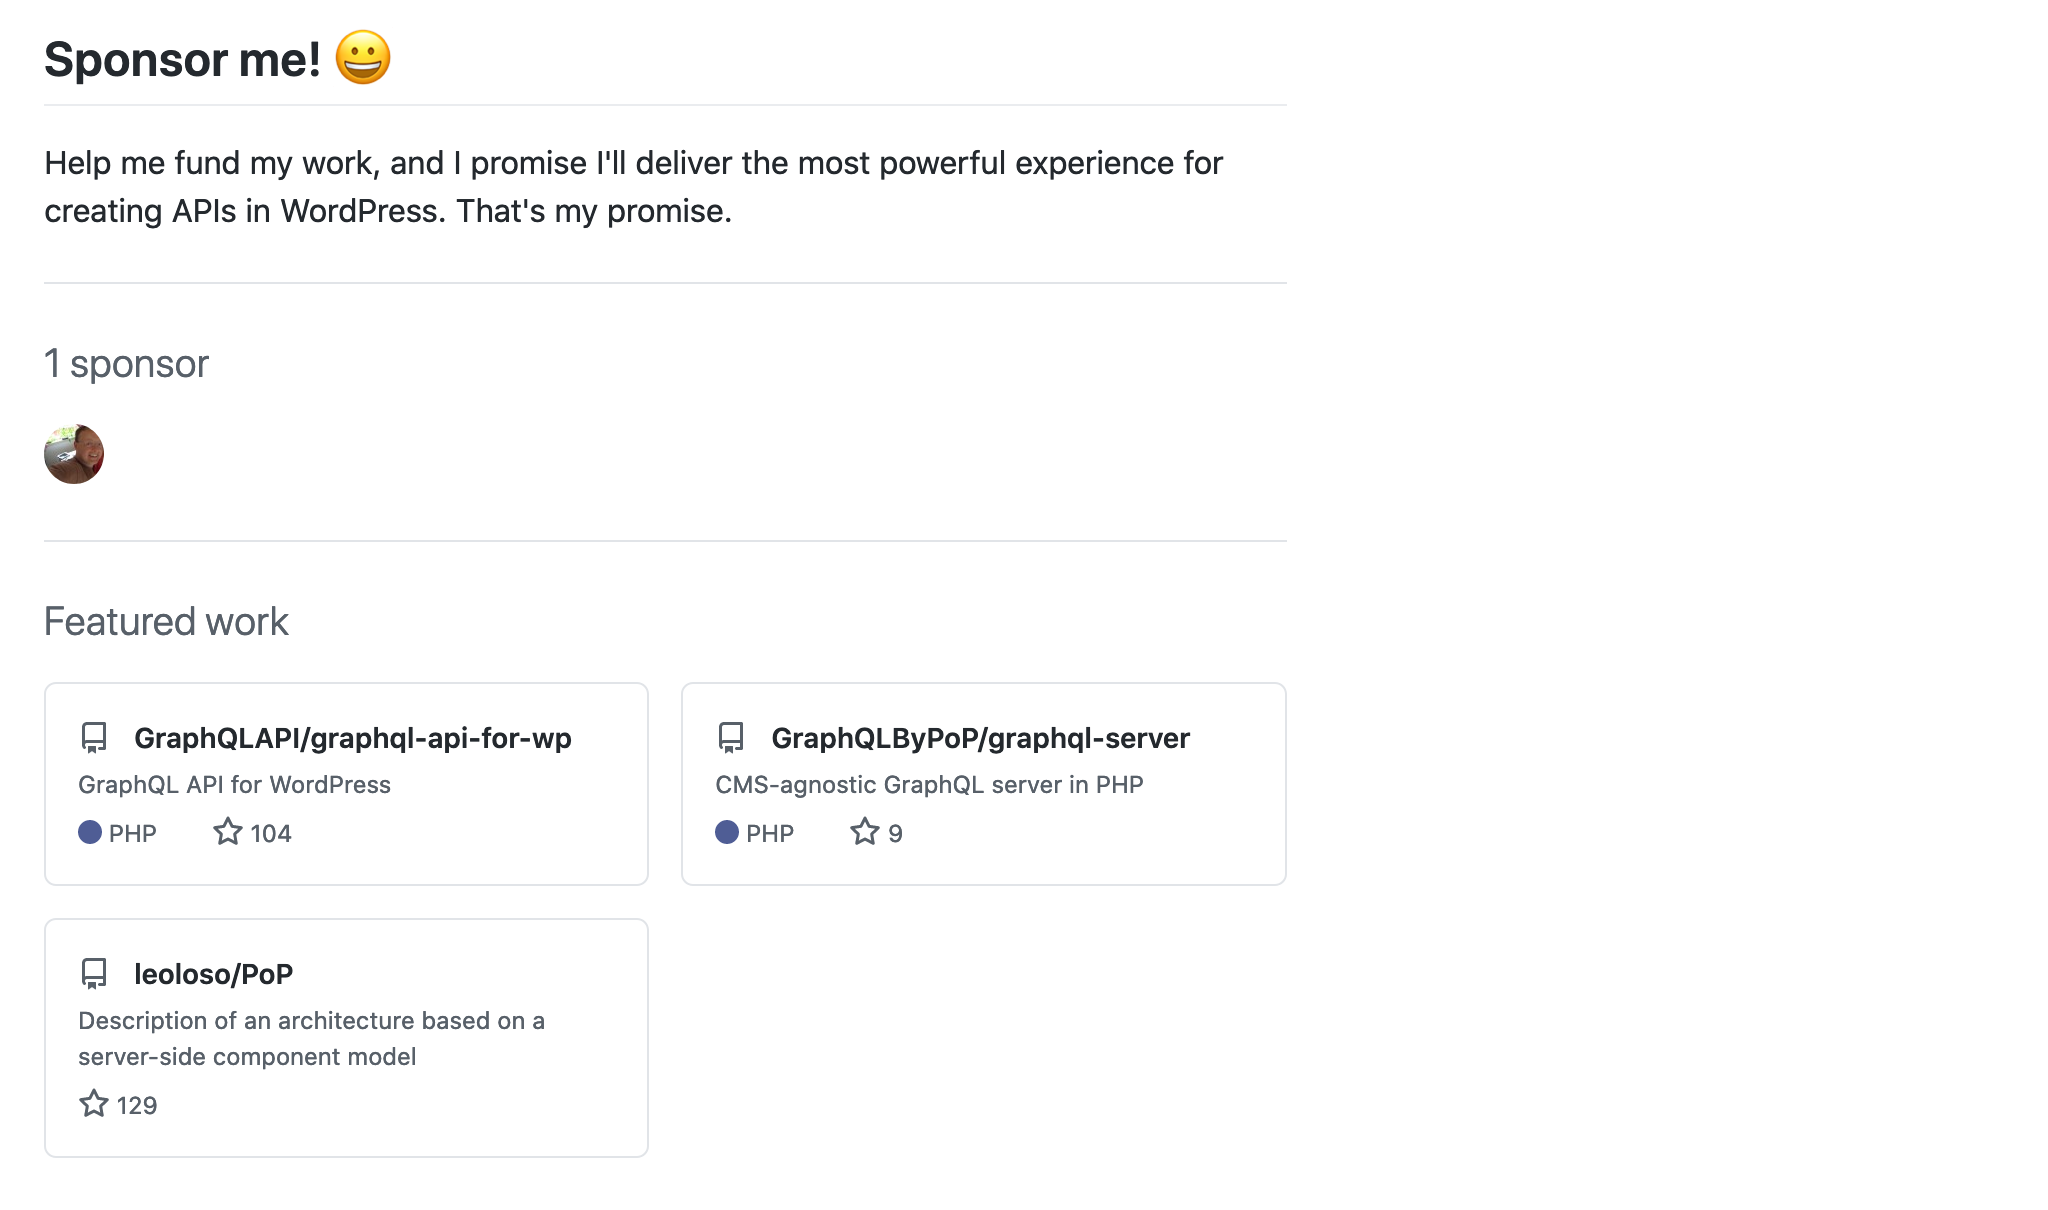 Sponsor me! 😀
Help me fund my work, and I promise I'll deliver the most powerful experience for
creating APIs in WordPress. That's my promise.
1 sponsor
Featured work
GraphQLAPI/graphql-api-for-wp
GraphQL API for WordPress
PHP 104
GraphQLByPoP/graphql-server
CMS-agnostic GraphQL server in PHP
PHP 9
leoloso/PoP
Description of an architecture based on a
server-side component model
129